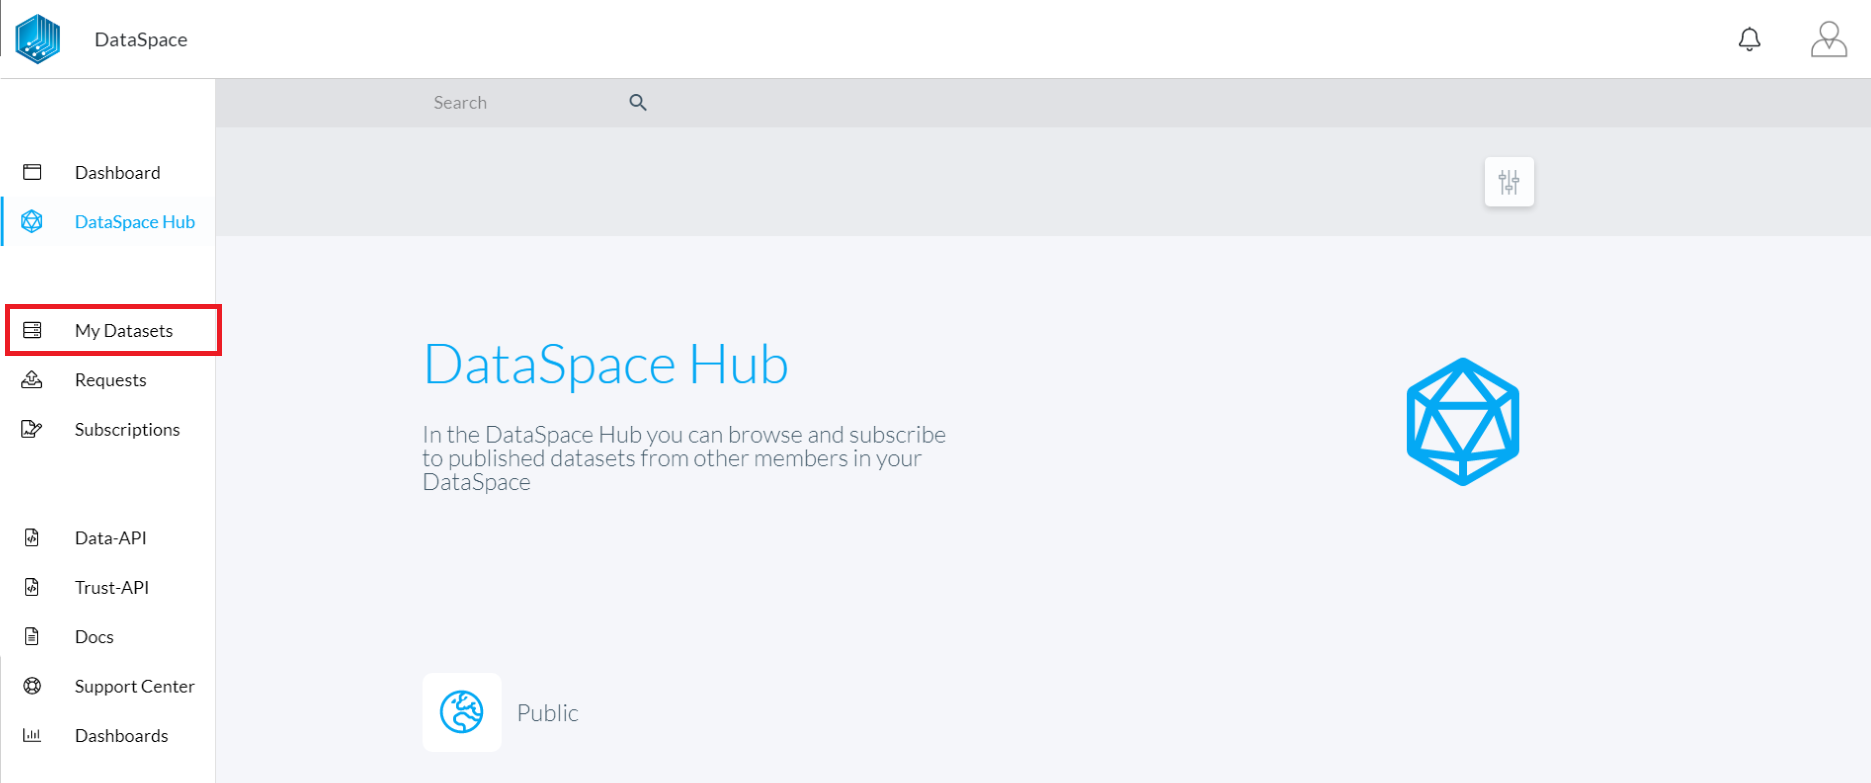 DataSpace
Search
Dashboard
DataSpace Hub
My Datasets
Requests
Subscriptions
Data-API
Trust-API
Docs
Support Center
Dashboards
DataSpace Hub
In the DataSpace Hub you can browse and subscribe
to published datasets from other members in your
DataSpace
Public